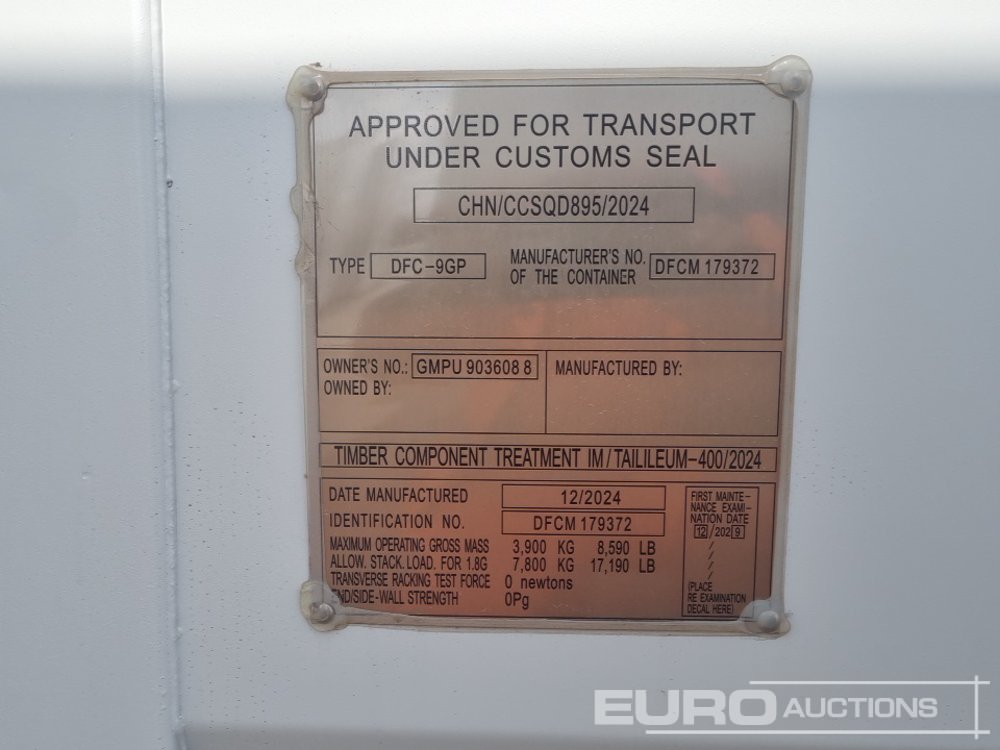 APPROVED FOR TRANSPORT
UNDER CUSTOMS SEAL
CHN/CCSQD895/2024
TYPE DFC-9GP MANUFACTURER'S NO. OF THE CONTAINER DFCM 179372
OWNER'S NO.: GMPU 903608 8
OWNED BY:
MANUFACTURED BY:
TIMBER COMPONENT TREATMENT IM/TAILILEUM-400/2024
DATE MANUFACTURED 12/2024
IDENTIFICATION NO. DFCM 179372
MAXIMUM OPERATING GROSS MASS 3,900 KG 8,590 LB
ALLOW. STACK. LOAD. FOR 1.8G 7,800 KG 17,190 LB
TRANSVERSE RACKING TEST FORCE 0 newtons
END/SIDE-WALL STRENGTH 0Pg
FIRST MAINTE-
NANCE EXAMI-
NATION DATE
12/2029
/
/
/
/
(PLACE
RE EXAMINATION
DECAL HERE)
EURO AUCTIONS